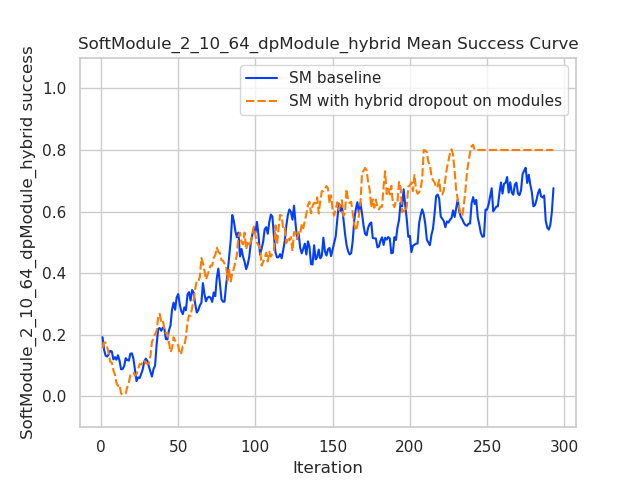 SoftModule_2_10_64_dpModule_hybrid Mean Success Curve
SM baseline
SM with hybrid dropout on modules
SoftModule_2_10_64_dpModule_hybrid success
1.0
0.8
0.6
0.4
0.2
0.0
0 50 100 150 200 250 300
Iteration